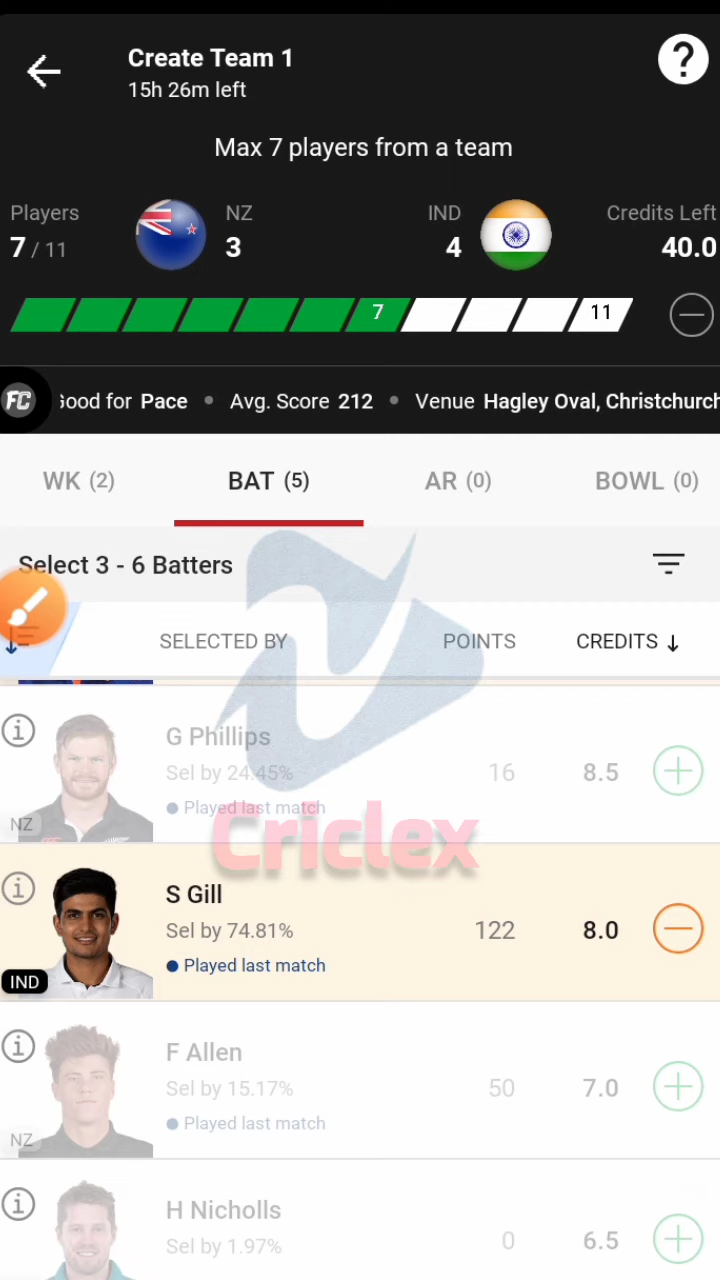 Create Team 1
15h 26m left
?
Max 7 players from a team
Players NZ IND Credits Left
7 / 11 3 4 40.0
7 11
FC Good for Pace • Avg. Score 212 • Venue Hagley Oval, Christchurch
WK (2) BAT (5) AR (0) BOWL (0)
Select 3 - 6 Batters
SELECTED BY POINTS CREDITS ↓
G Phillips
Sel by 24.45% 16 8.5
NZ Played last match
Criclex
S Gill
Sel by 74.81% 122 8.0
Played last match
IND
F Allen
Sel by 15.17% 50 7.0
Played last match
NZ
H Nicholls
Sel by 1.97% 0 6.5